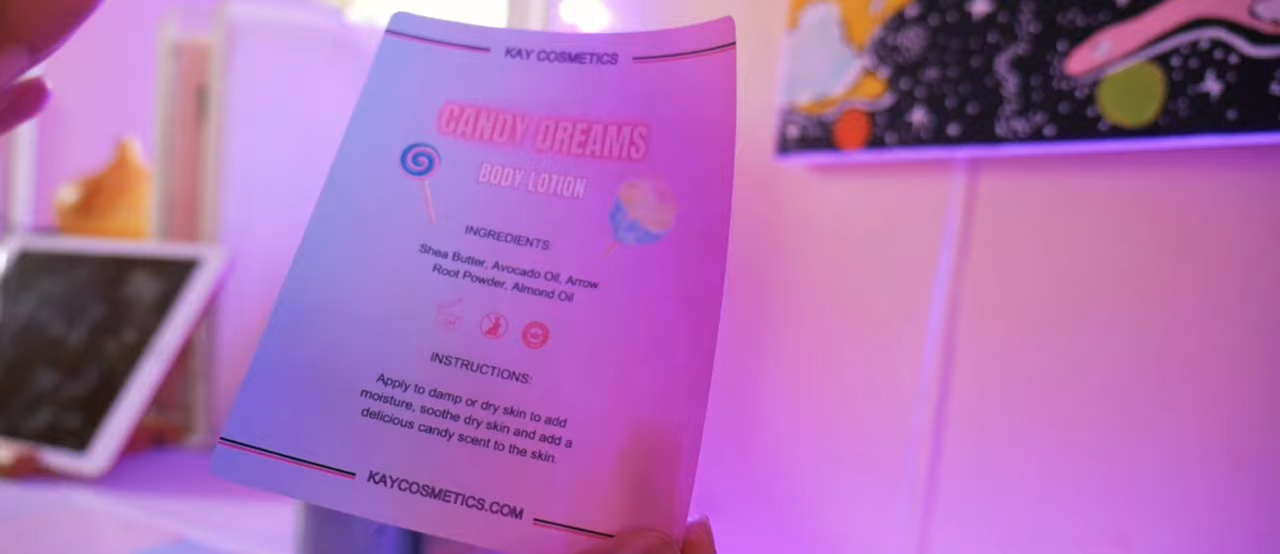 KAY COSMETICS
CANDY DREAMS
BODY LOTION
INGREDIENTS:
Shea Butter, Avocado Oil, Arrow
Root Powder, Almond Oil
INSTRUCTIONS:
Apply to damp or dry skin to add
moisture, soothe dry skin and add a
delicious candy scent to the skin.
KAYCOSMETICS.COM